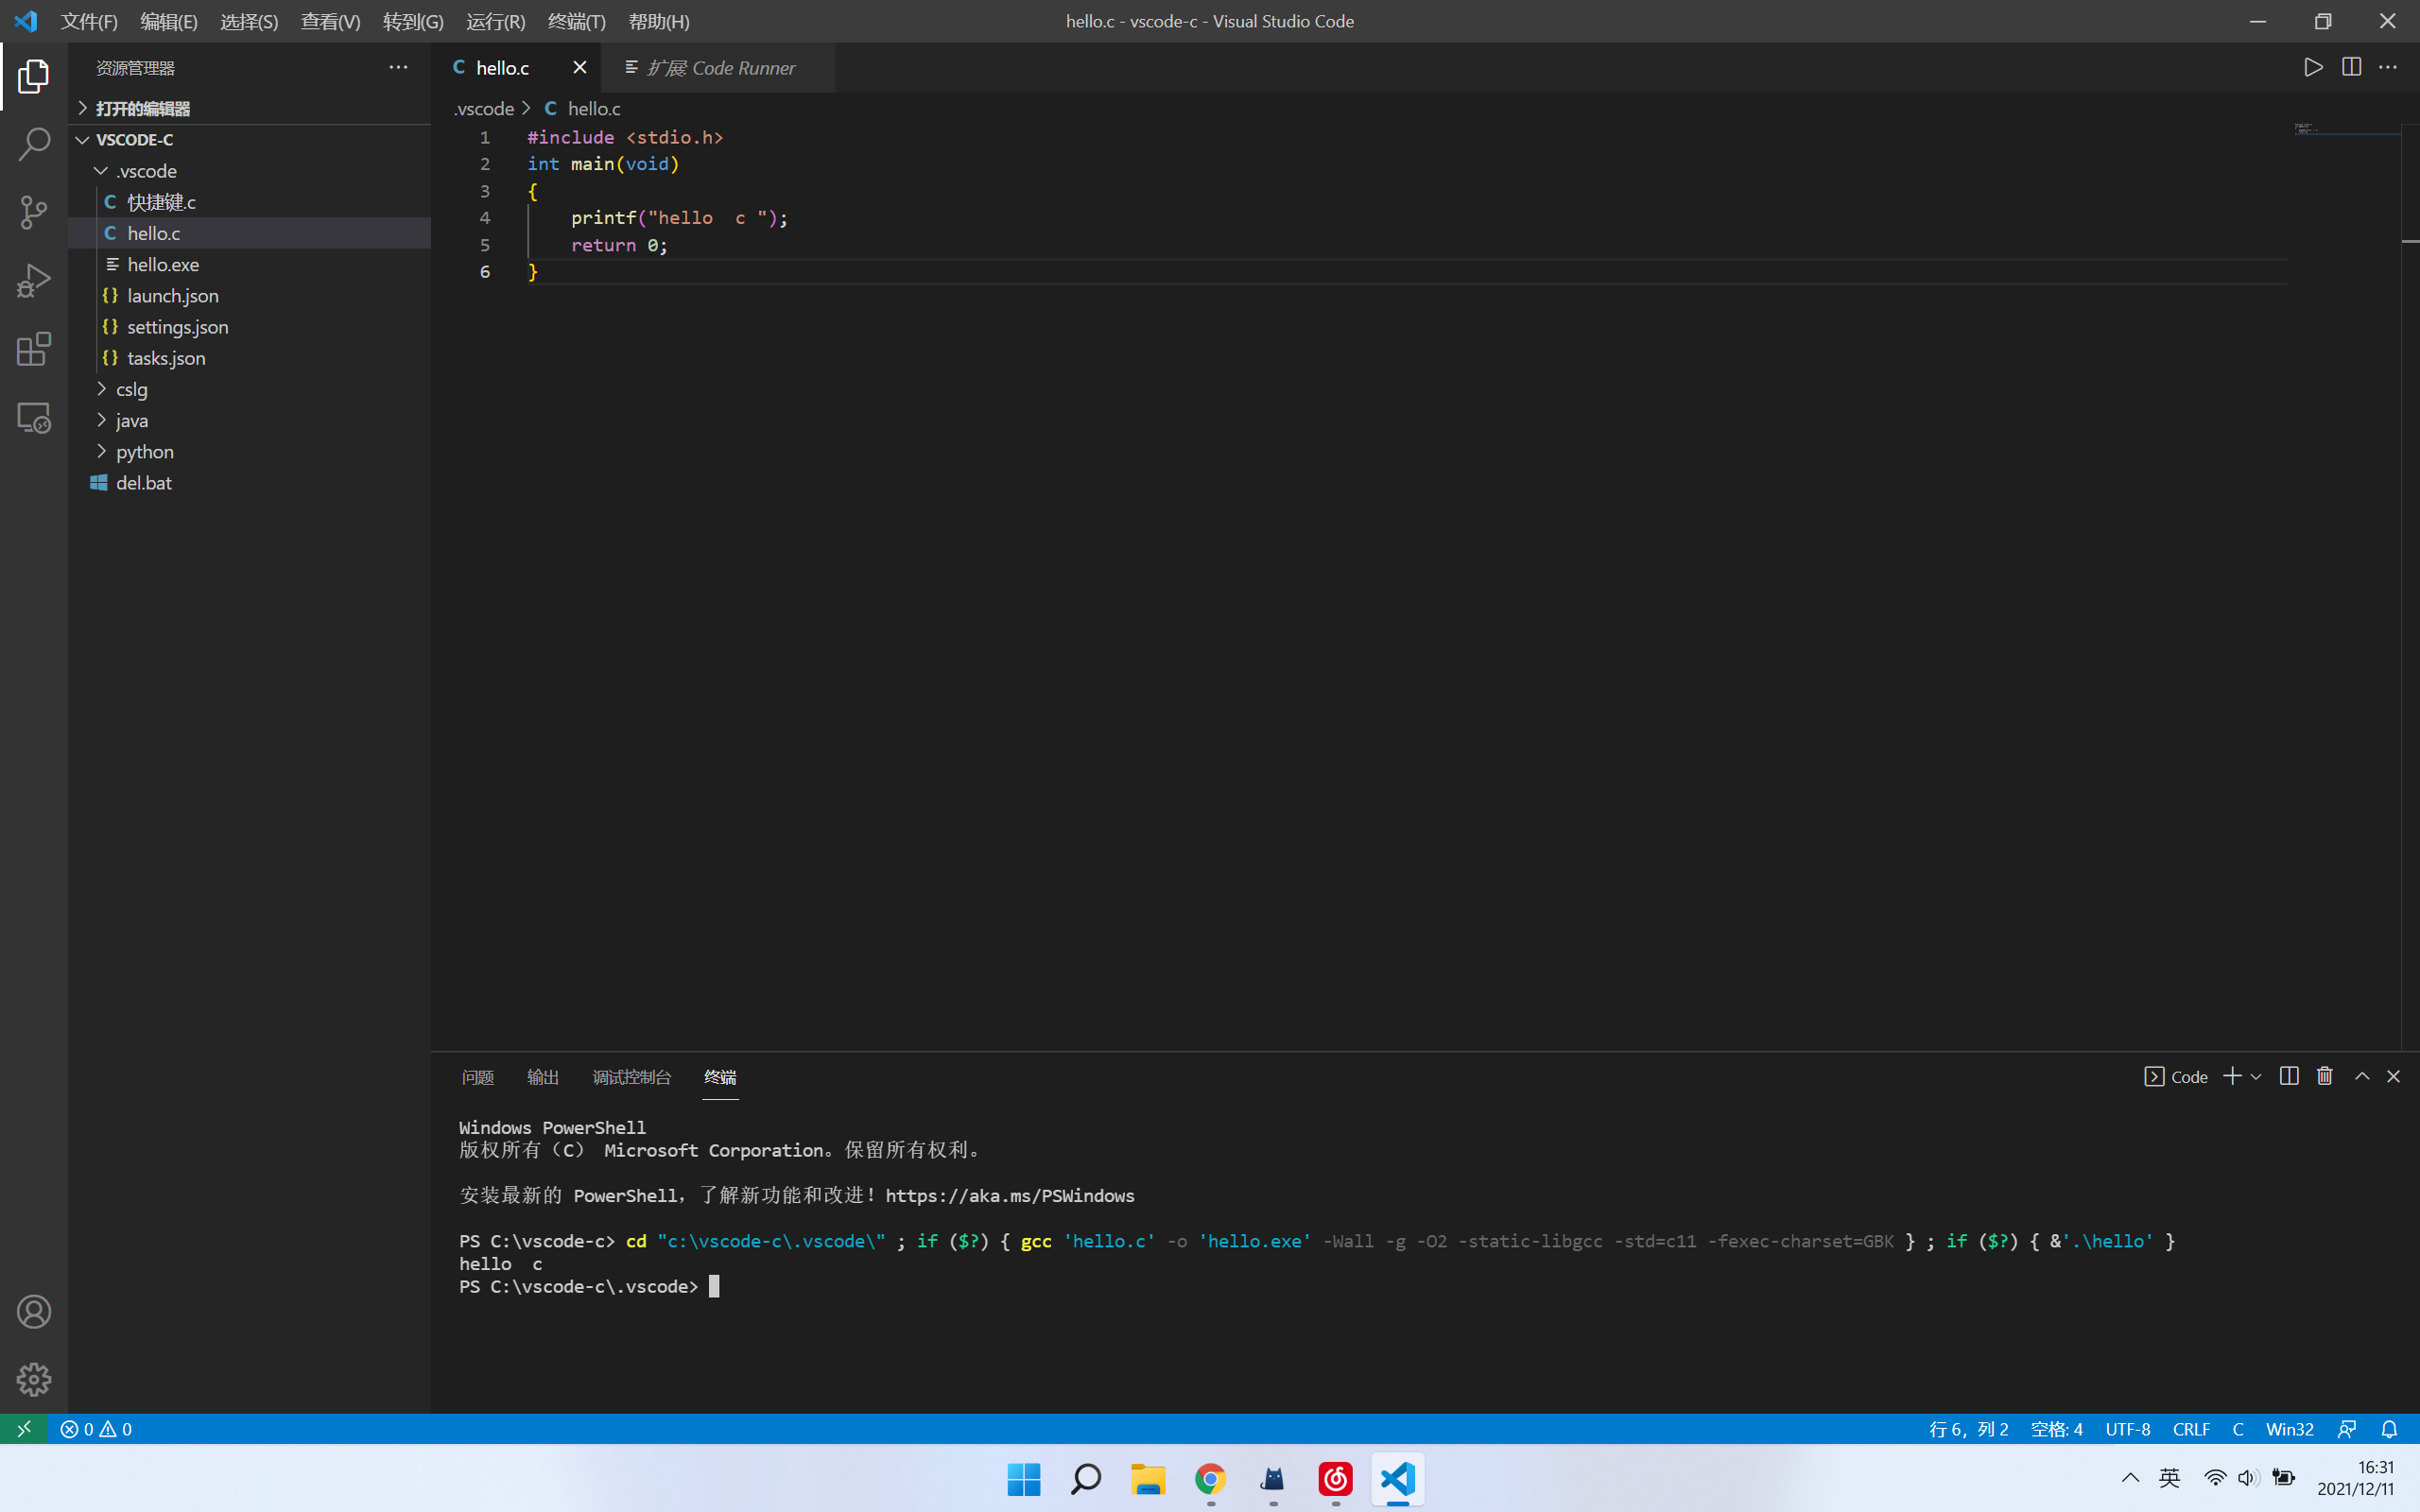 文件(F) 编辑(E) 选择(S) 查看(V) 转到(G) 运行(R) 终端(T) 帮助(H) hello.c - vscode-c - Visual Studio Code
资源管理器
打开的编辑器
VSCODE-C
.vscode
C 快捷键.c
C hello.c
hello.exe
{} launch.json
{} settings.json
{} tasks.json
cslg
java
python
del.bat
C hello.c 扩展: Code Runner
.vscode > C hello.c
1 #include <stdio.h>
2 int main(void)
3 {
4 printf("hello  c ");
5 return 0;
6 }
问题 输出 调试控制台 终端 Code
Windows PowerShell
版权所有（C） Microsoft Corporation。保留所有权利。
安装最新的 PowerShell，了解新功能和改进！https://aka.ms/PSWindows
PS C:\vscode-c> cd "c:\vscode-c\.vscode\" ; if ($?) { gcc 'hello.c' -o 'hello.exe' -Wall -g -O2 -static-libgcc -std=c11 -fexec-charset=GBK } ; if ($?) { &'.\hello' }
hello  c
PS C:\vscode-c\.vscode>
0 0 行 6，列 2 空格: 4 UTF-8 CRLF C Win32
英 16:31
2021/12/11